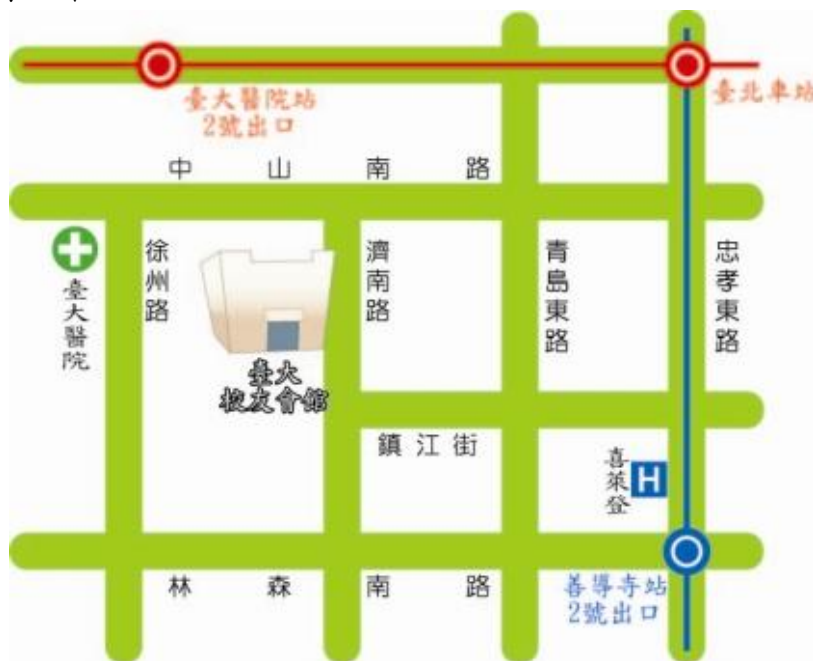 臺大醫院站
2號出口
臺北車站
中山南路
臺大醫院
徐州路
濟南路
青島東路
忠孝東路
臺大
校友會館
鎮江街
喜萊登
H
林森南路
善導寺站
2號出口